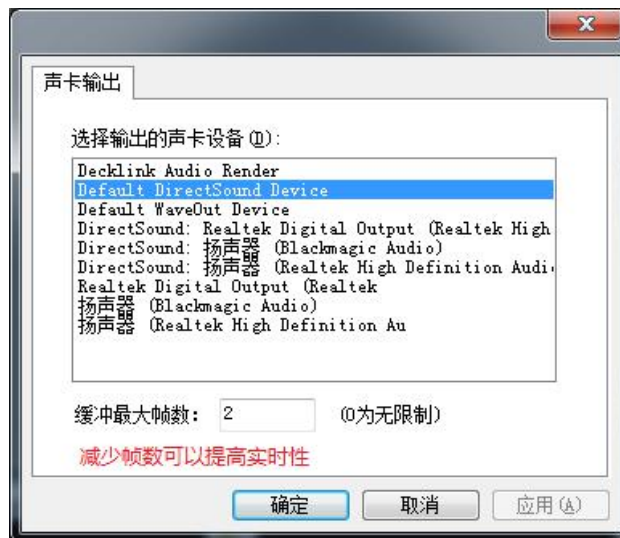 声卡输出
选择输出的声卡设备(D):
Decklink Audio Render
Default DirectSound Device
Default WaveOut Device
DirectSound: Realtek Digital Output (Realtek High
DirectSound: 扬声器 (Blackmagic Audio)
DirectSound: 扬声器 (Realtek High Definition Audi
Realtek Digital Output (Realtek
扬声器 (Blackmagic Audio)
扬声器 (Realtek High Definition Au
缓冲最大帧数: 2 (0为无限制)
减少帧数可以提高实时性
确定 取消 应用(A)